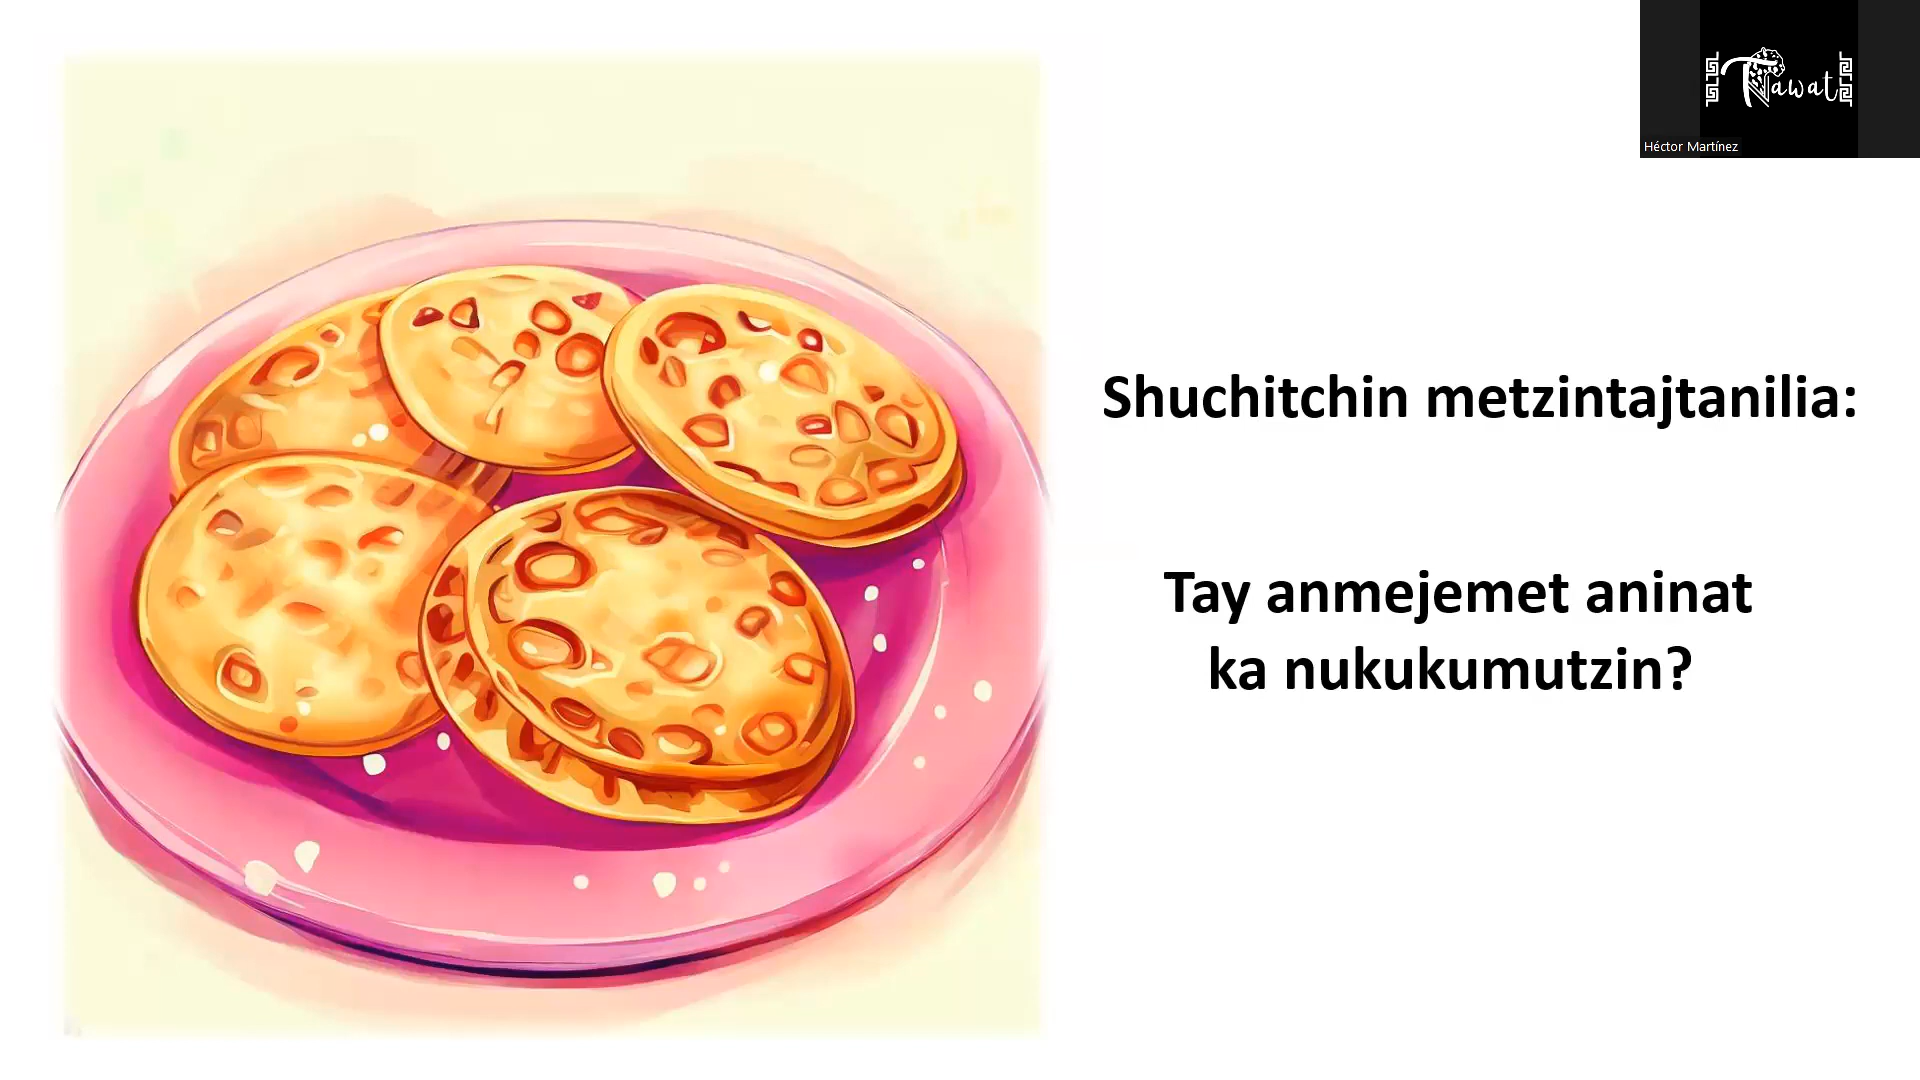 Nawat
Héctor Martínez
Shuchitchin metzintajtanilia:
Tay anmejemet aninat
ka nukukumutzin?